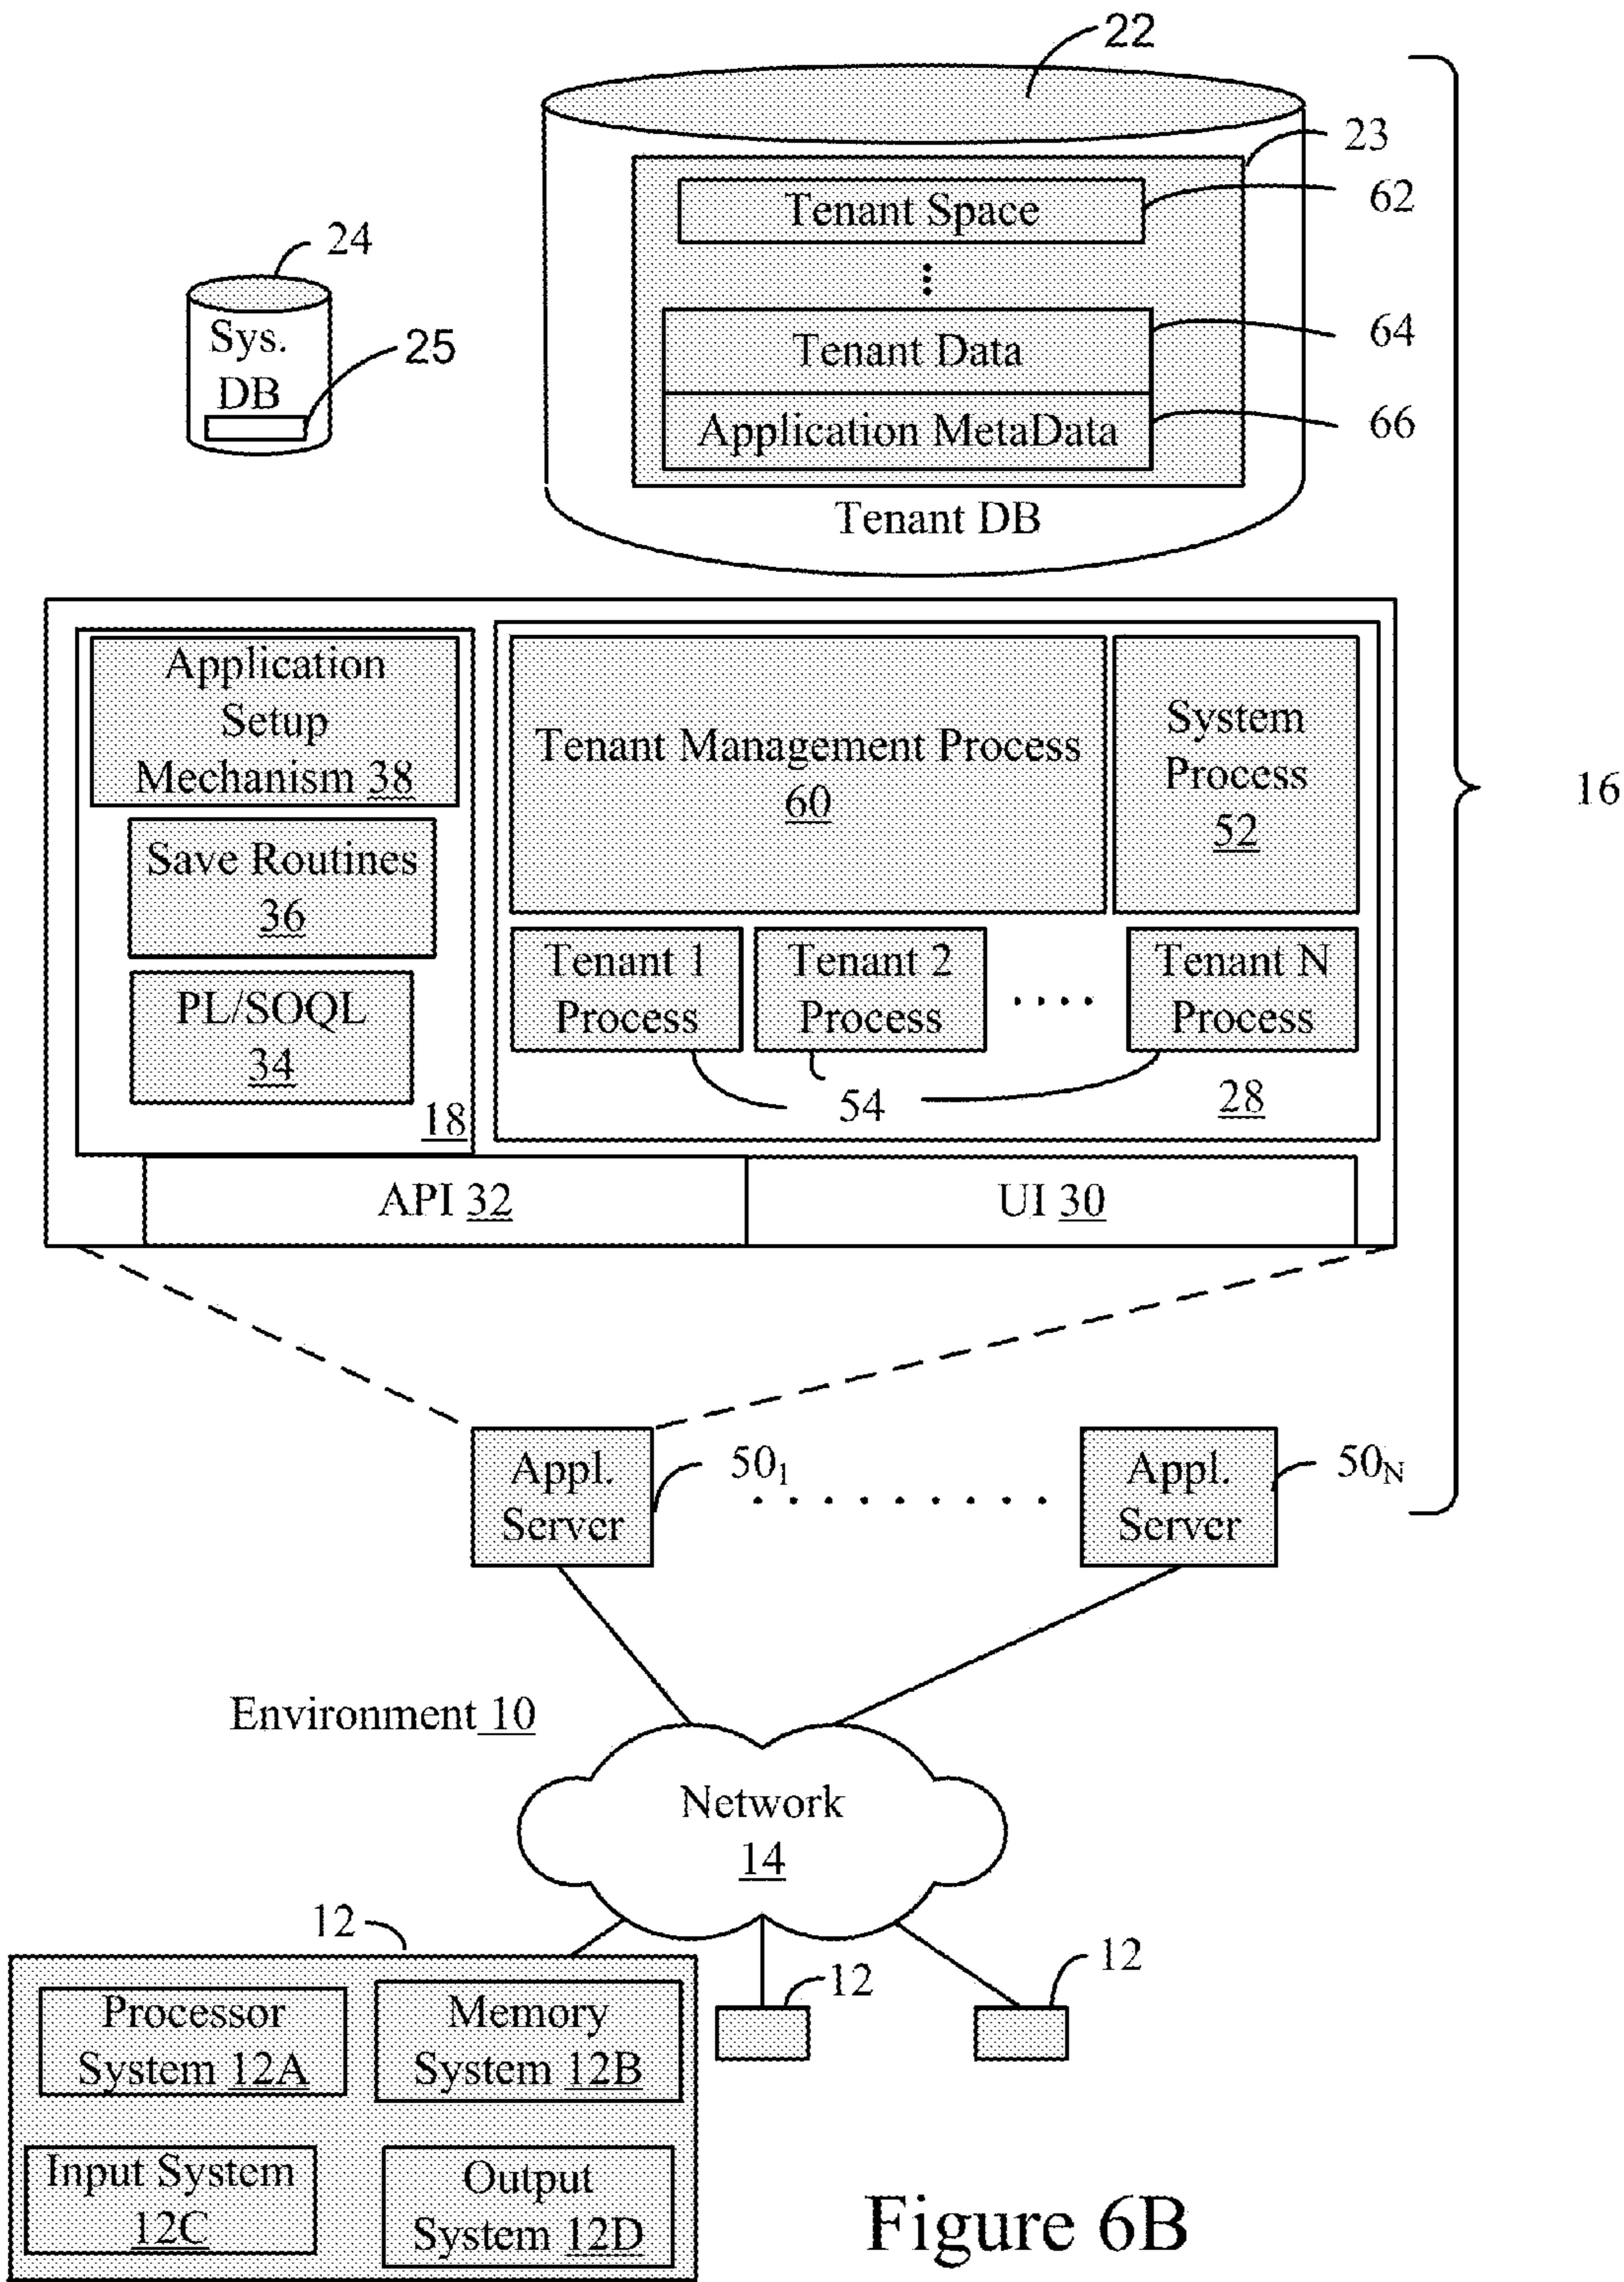 22
23
Tenant Space
62
24
Sys.
DB
25
Tenant Data
64
Application MetaData
66
Tenant DB
Application
Setup
Mechanism 38
Tenant Management Process
60
System
Process
52
16
Save Routines
36
Tenant 1
Process
Tenant 2
Process
. . . .
Tenant N
Process
PL/SOQL
34
54
28
18
API 32
UI 30
Appl.
Server
50₁
. . . . . . . . . .
Appl.
Server
50N
Environment 10
Network
14
12
12
12
Processor
System 12A
Memory
System 12B
Input System
12C
Output
System 12D
Figure 6B